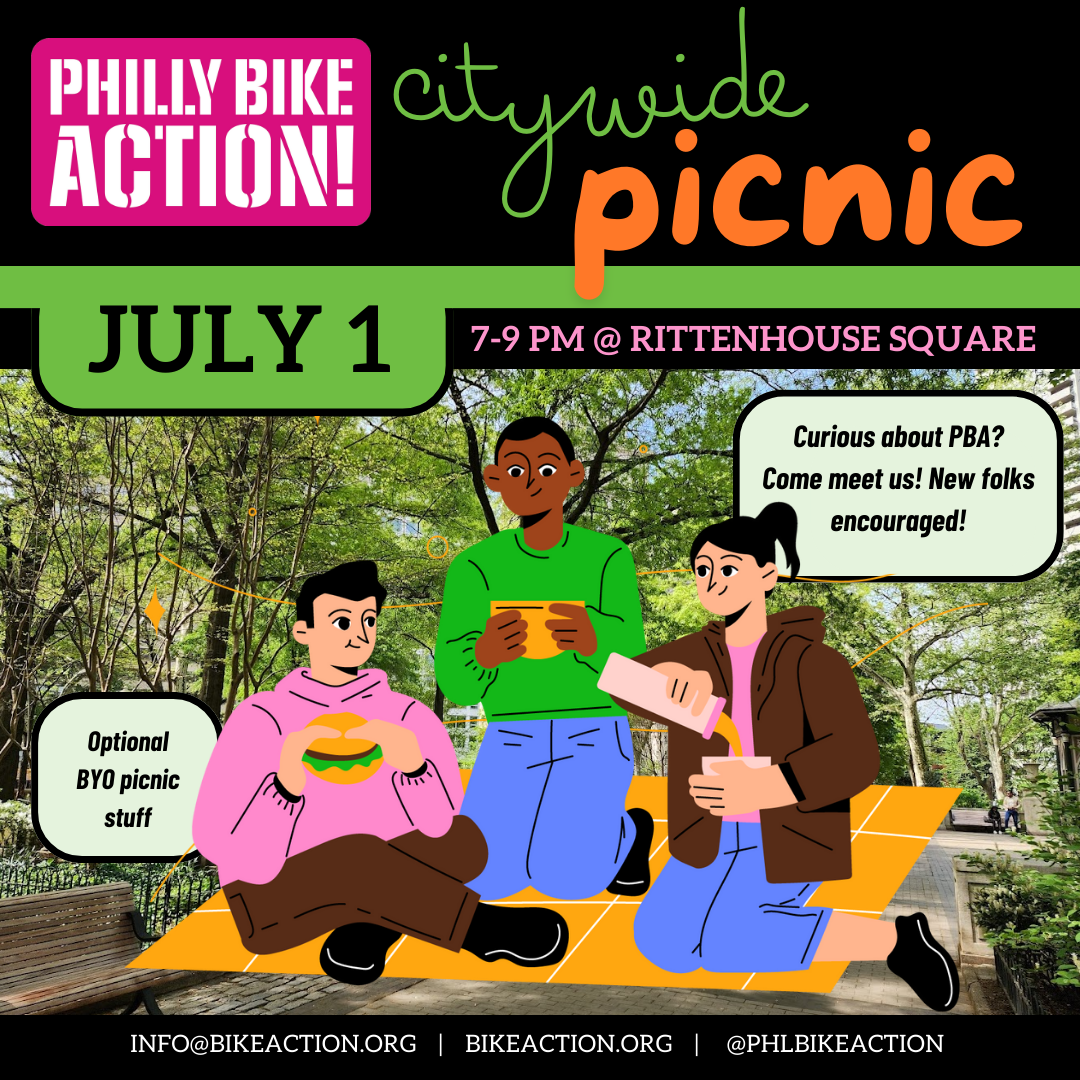 PHILLY BIKE
ACTION!
citywide
picnic
JULY 1
7-9 PM @ RITTENHOUSE SQUARE
Curious about PBA?
Come meet us! New folks
encouraged!
Optional
BYO picnic
stuff
INFO@BIKEACTION.ORG | BIKEACTION.ORG | @PHLBIKEACTION